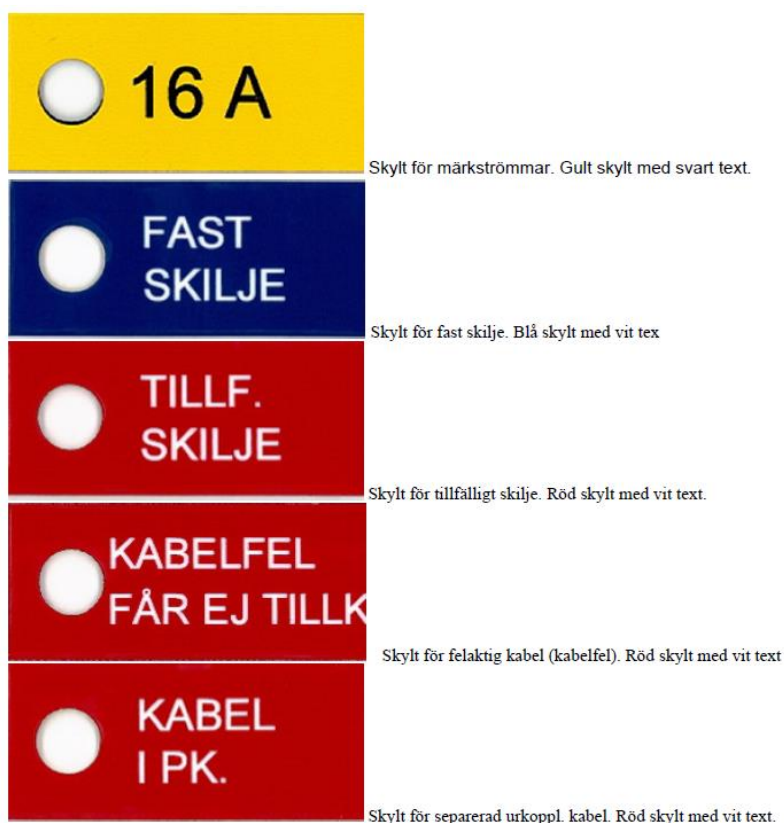 16 A
Skylt för märkströmmar. Gult skylt med svart text.
FAST
SKILJE
Skylt för fast skilje. Blå skylt med vit tex
TILLF.
SKILJE
Skylt för tillfälligt skilje. Röd skylt med vit text.
KABELFEL
FÅR EJ TILLK
Skylt för felaktig kabel (kabelfel). Röd skylt med vit text
KABEL
I PK.
Skylt för separerad urkoppl. kabel. Röd skylt med vit text.